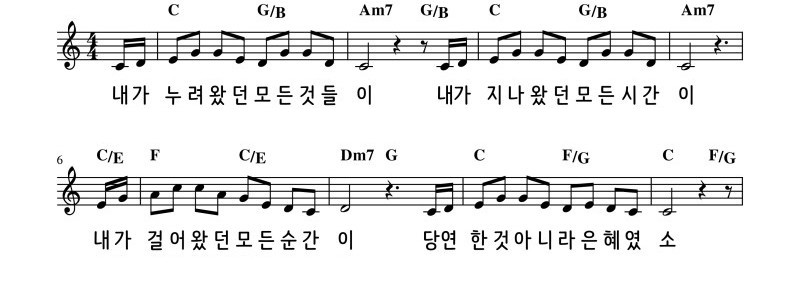 C G/B Am7 G/B C G/B Am7
4 4
내가 누려왔던모든것들 이 내가 지나왔던모든시간 이
6 C/E F C/E Dm7 G C F/G C F/G
내가 걸어왔던모든순간 이 당연 한것아니라은혜였 소